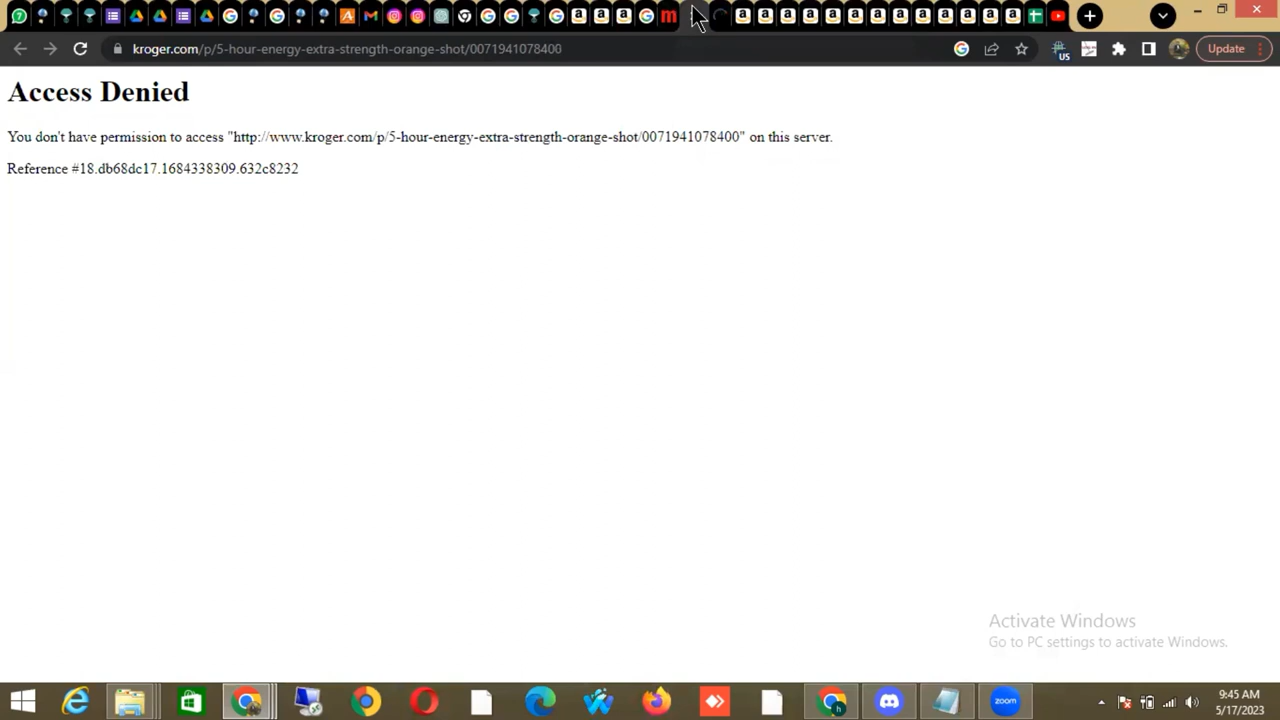 kroger.com/p/5-hour-energy-extra-strength-orange-shot/0071941078400
US
Update
Access Denied
You don't have permission to access "http://www.kroger.com/p/5-hour-energy-extra-strength-orange-shot/0071941078400" on this server.
Reference #18.db68dc17.1684338309.632c8232
Activate Windows
Go to PC settings to activate Windows.
zoom
9:45 AM
5/17/2023